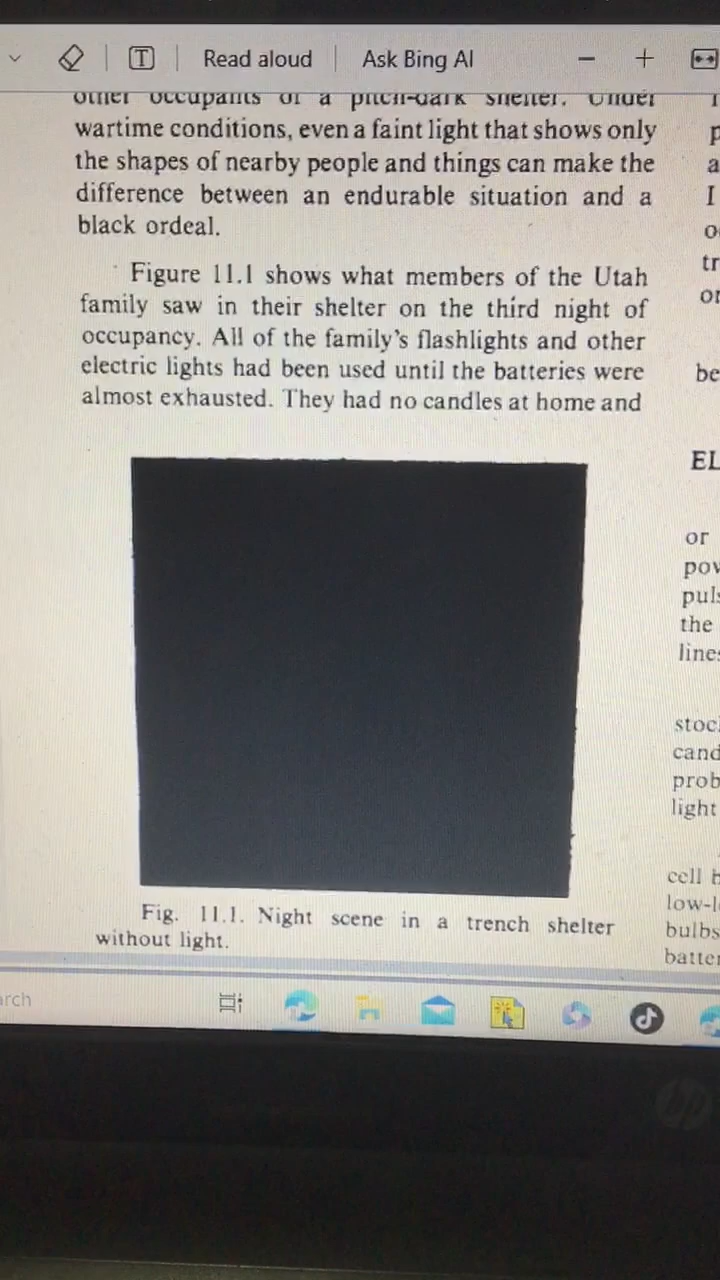 Read aloud
Ask Bing AI
other occupants of a pitch-dark shelter. Under
wartime conditions, even a faint light that shows only
the shapes of nearby people and things can make the
difference between an endurable situation and a
black ordeal.
Figure 11.1 shows what members of the Utah
family saw in their shelter on the third night of
occupancy. All of the family's flashlights and other
electric lights had been used until the batteries were
almost exhausted. They had no candles at home and
Fig. 11.1. Night scene in a trench shelter
without light.
be
EL
or
pow
puls
the
lines
stoc
cand
prob
light
cell
low-l
bulbs
batter
arch
hp